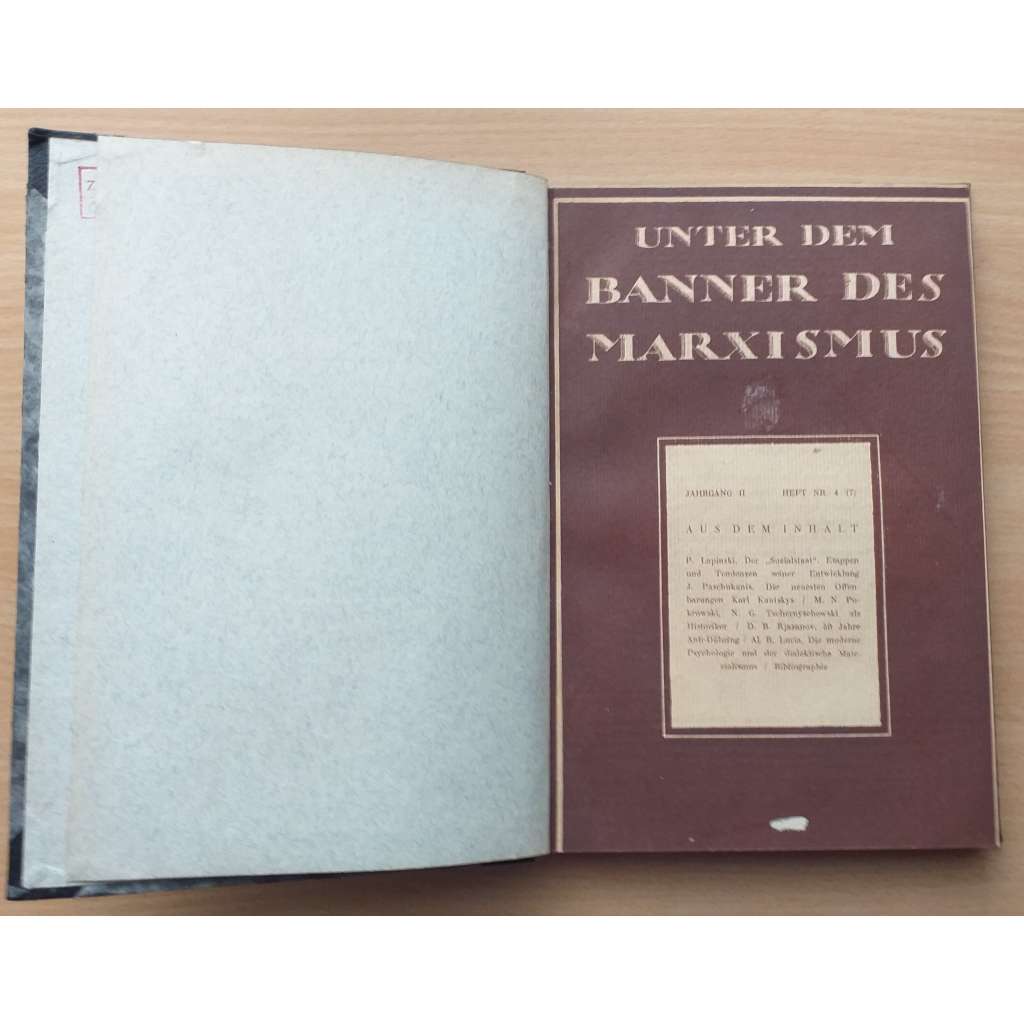 UNTER DEM
BANNER DES
MARXISMUS
JAHRGANG II HEFT NR. 4 (7)
AUS DEM INHALT
P. Lapinski, Der „Sozialstaat“. Etappen
und Tendenzen seiner Entwicklung
J. Paschukanis, Die neuesten Offen-
barungen Karl Kautskys / M. N. Po-
krowski, N. G. Tschernyschewski als
Historiker / D. B. Rjazanov, 50 Jahre
Anti-Dühring / Al. R. Luria, Die moderne
Psychologie und der dialektische Mate-
rialismus / Bibliographie